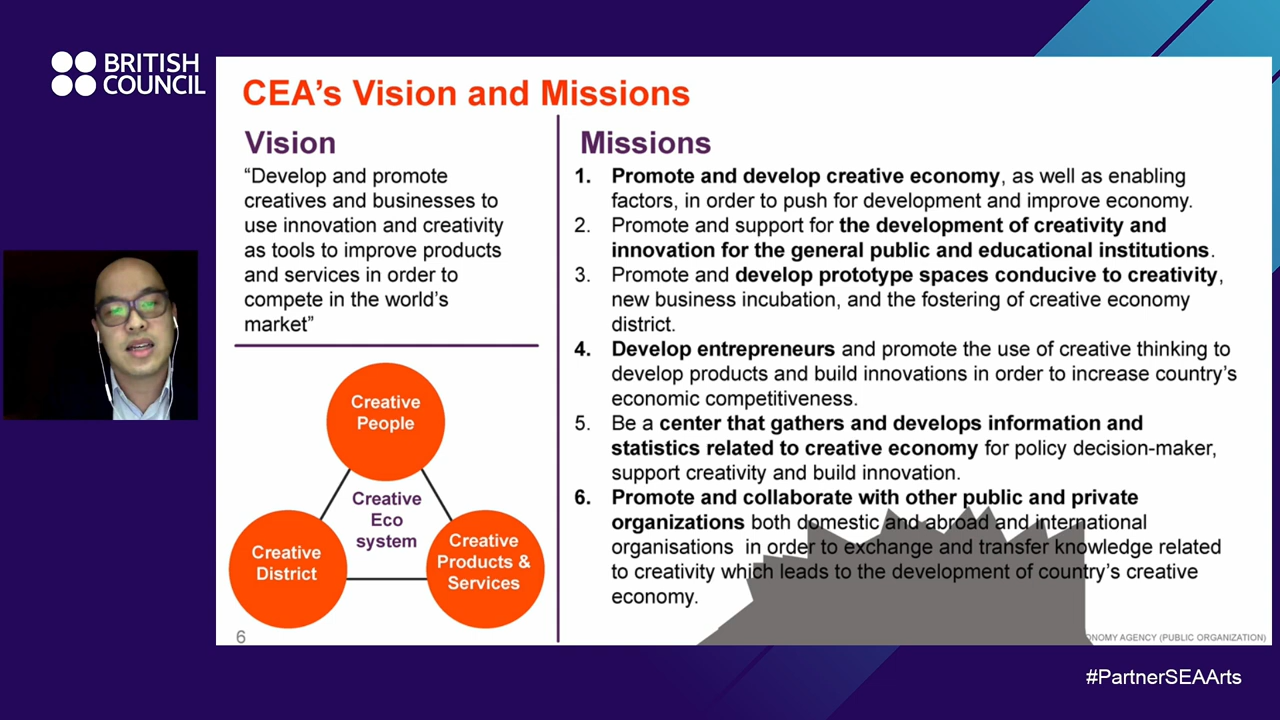 BRITISH
COUNCIL
CEA’s Vision and Missions
Vision
“Develop and promote
creatives and businesses to
use innovation and creativity
as tools to improve products
and services in order to
compete in the world’s
market”
Creative
People
Creative
Eco
system
Creative
District
Creative
Products &
Services
6
Missions
1. Promote and develop creative economy, as well as enabling
factors, in order to push for development and improve economy.
2. Promote and support for the development of creativity and
innovation for the general public and educational institutions.
3. Promote and develop prototype spaces conducive to creativity,
new business incubation, and the fostering of creative economy
district.
4. Develop entrepreneurs and promote the use of creative thinking to
develop products and build innovations in order to increase country’s
economic competitiveness.
5. Be a center that gathers and develops information and
statistics related to creative economy for policy decision-maker,
support creativity and build innovation.
6. Promote and collaborate with other public and private
organizations both domestic and abroad and international
organisations in order to exchange and transfer knowledge related
to creativity which leads to the development of country’s creative
economy.
AGENCY (PUBLIC ORGANIZATION)
#PartnerSEAArts